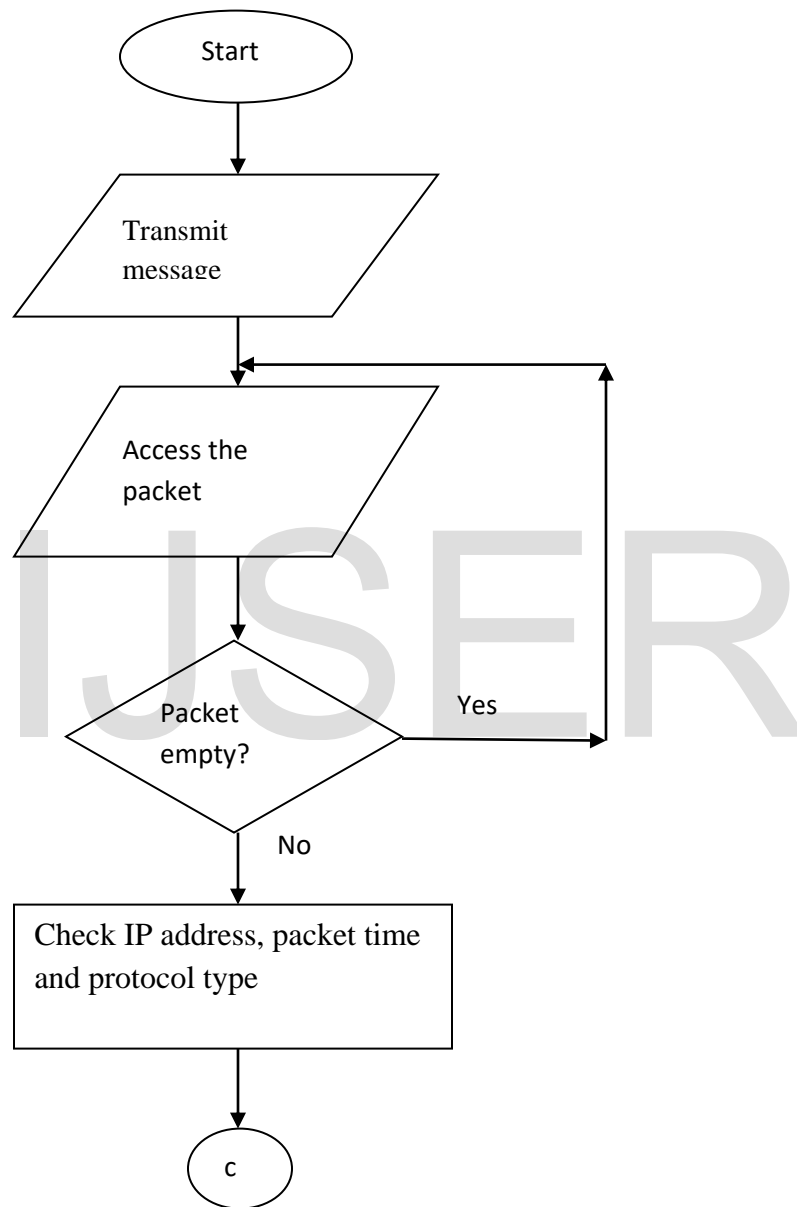 Start
Transmit
message
Access the
packet
IJSER
Packet
empty?
Yes
No
Check IP address, packet time
and protocol type
c